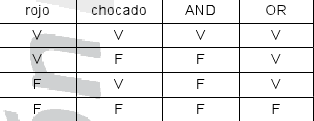 rojo chocado AND OR
V V V V
V F F V
F V F V
F F F F